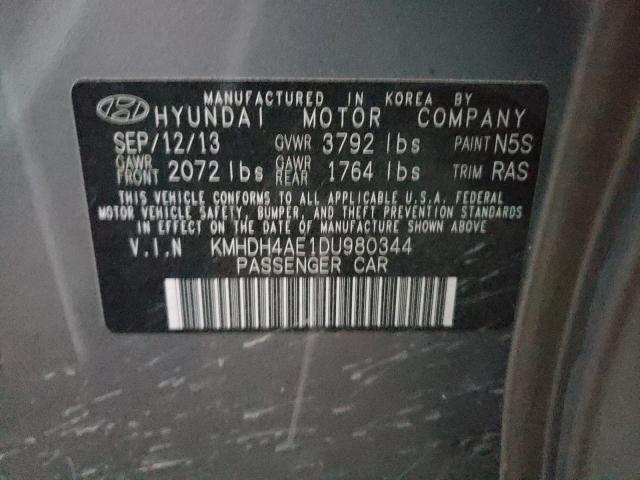 MANUFACTURED IN KOREA BY
HYUNDAI MOTOR COMPANY
SEP/12/13 GVWR 3792 lbs PAINT N5S
GAWR FRONT 2072 lbs GAWR REAR 1764 lbs TRIM RAS
THIS VEHICLE CONFORMS TO ALL APPLICABLE U.S.A. FEDERAL
MOTOR VEHICLE SAFETY, BUMPER, AND THEFT PREVENTION STANDARDS
IN EFFECT ON THE DATE OF MANUFACTURE SHOWN ABOVE
V.I.N KMHDH4AE1DU980344
PASSENGER CAR